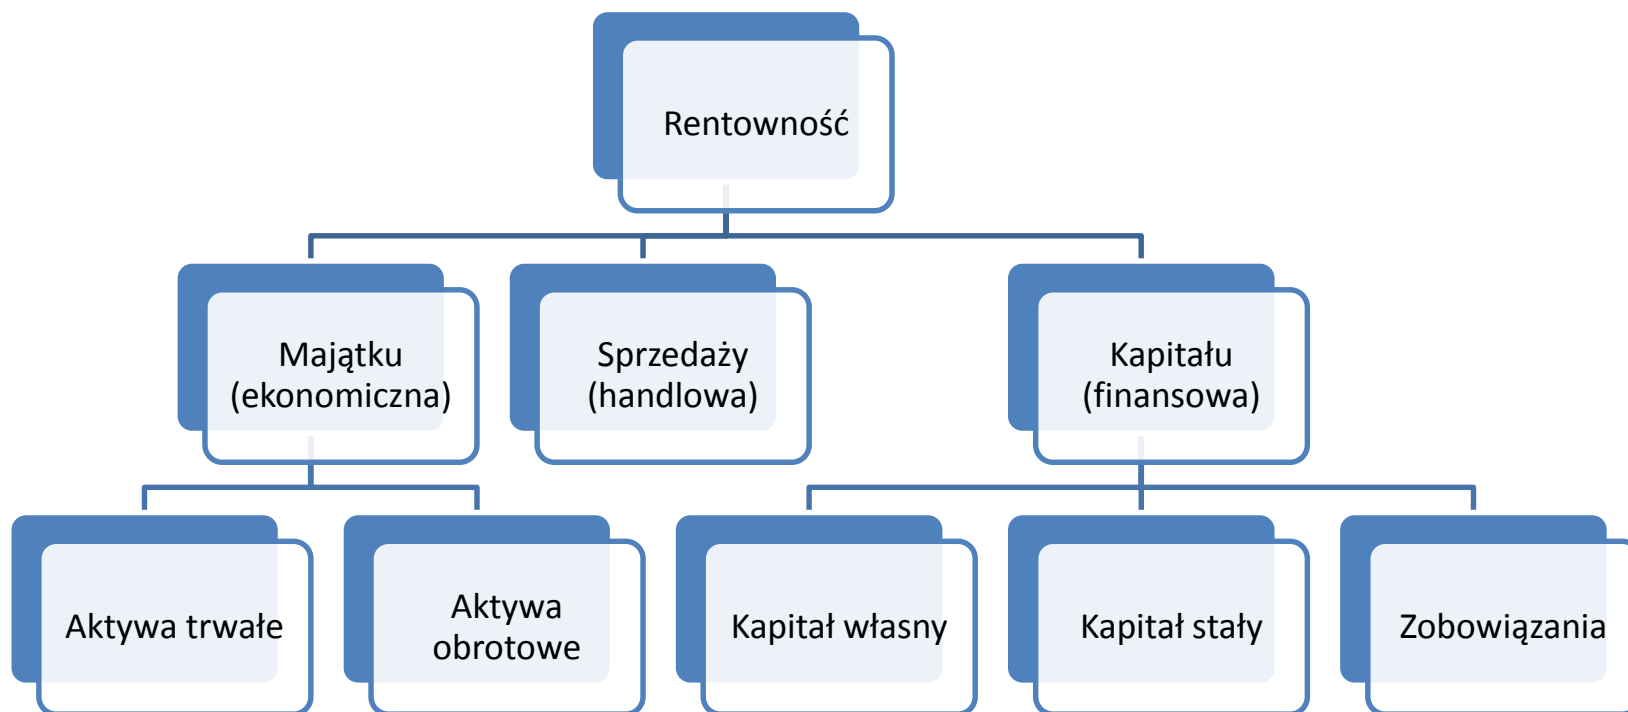 Rentowność
Majątku
(ekonomiczna)
Sprzedaży
(handlowa)
Kapitału
(finansowa)
Aktywa trwałe
Aktywa
obrotowe
Kapitał własny
Kapitał stały
Zobowiązania